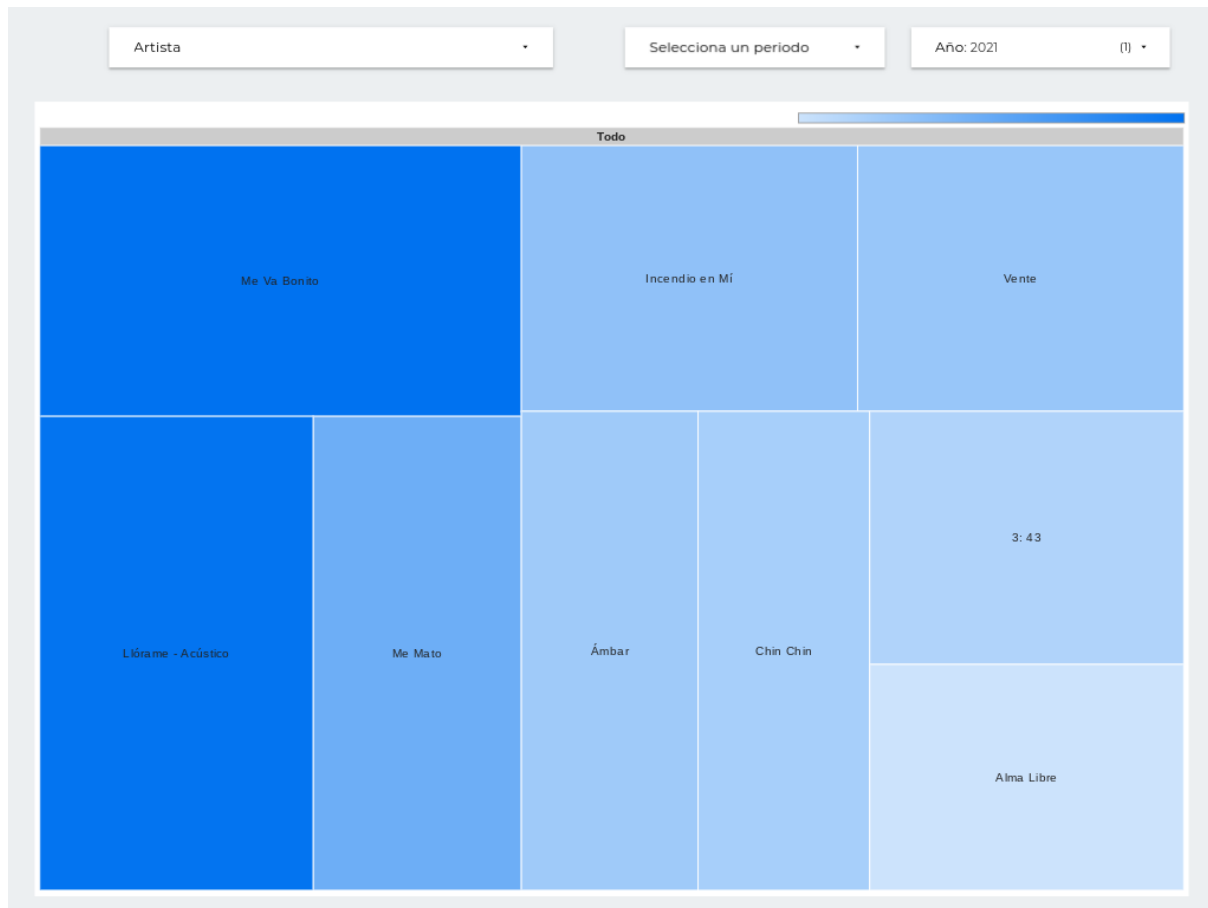 Artista
Selecciona un periodo
Año: 2021 (1)
Todo
Me Va Bonito
Incendio en Mí
Vente
Llórame - Acústico
Me Mato
Ámbar
Chin Chin
3: 43
Alma Libre